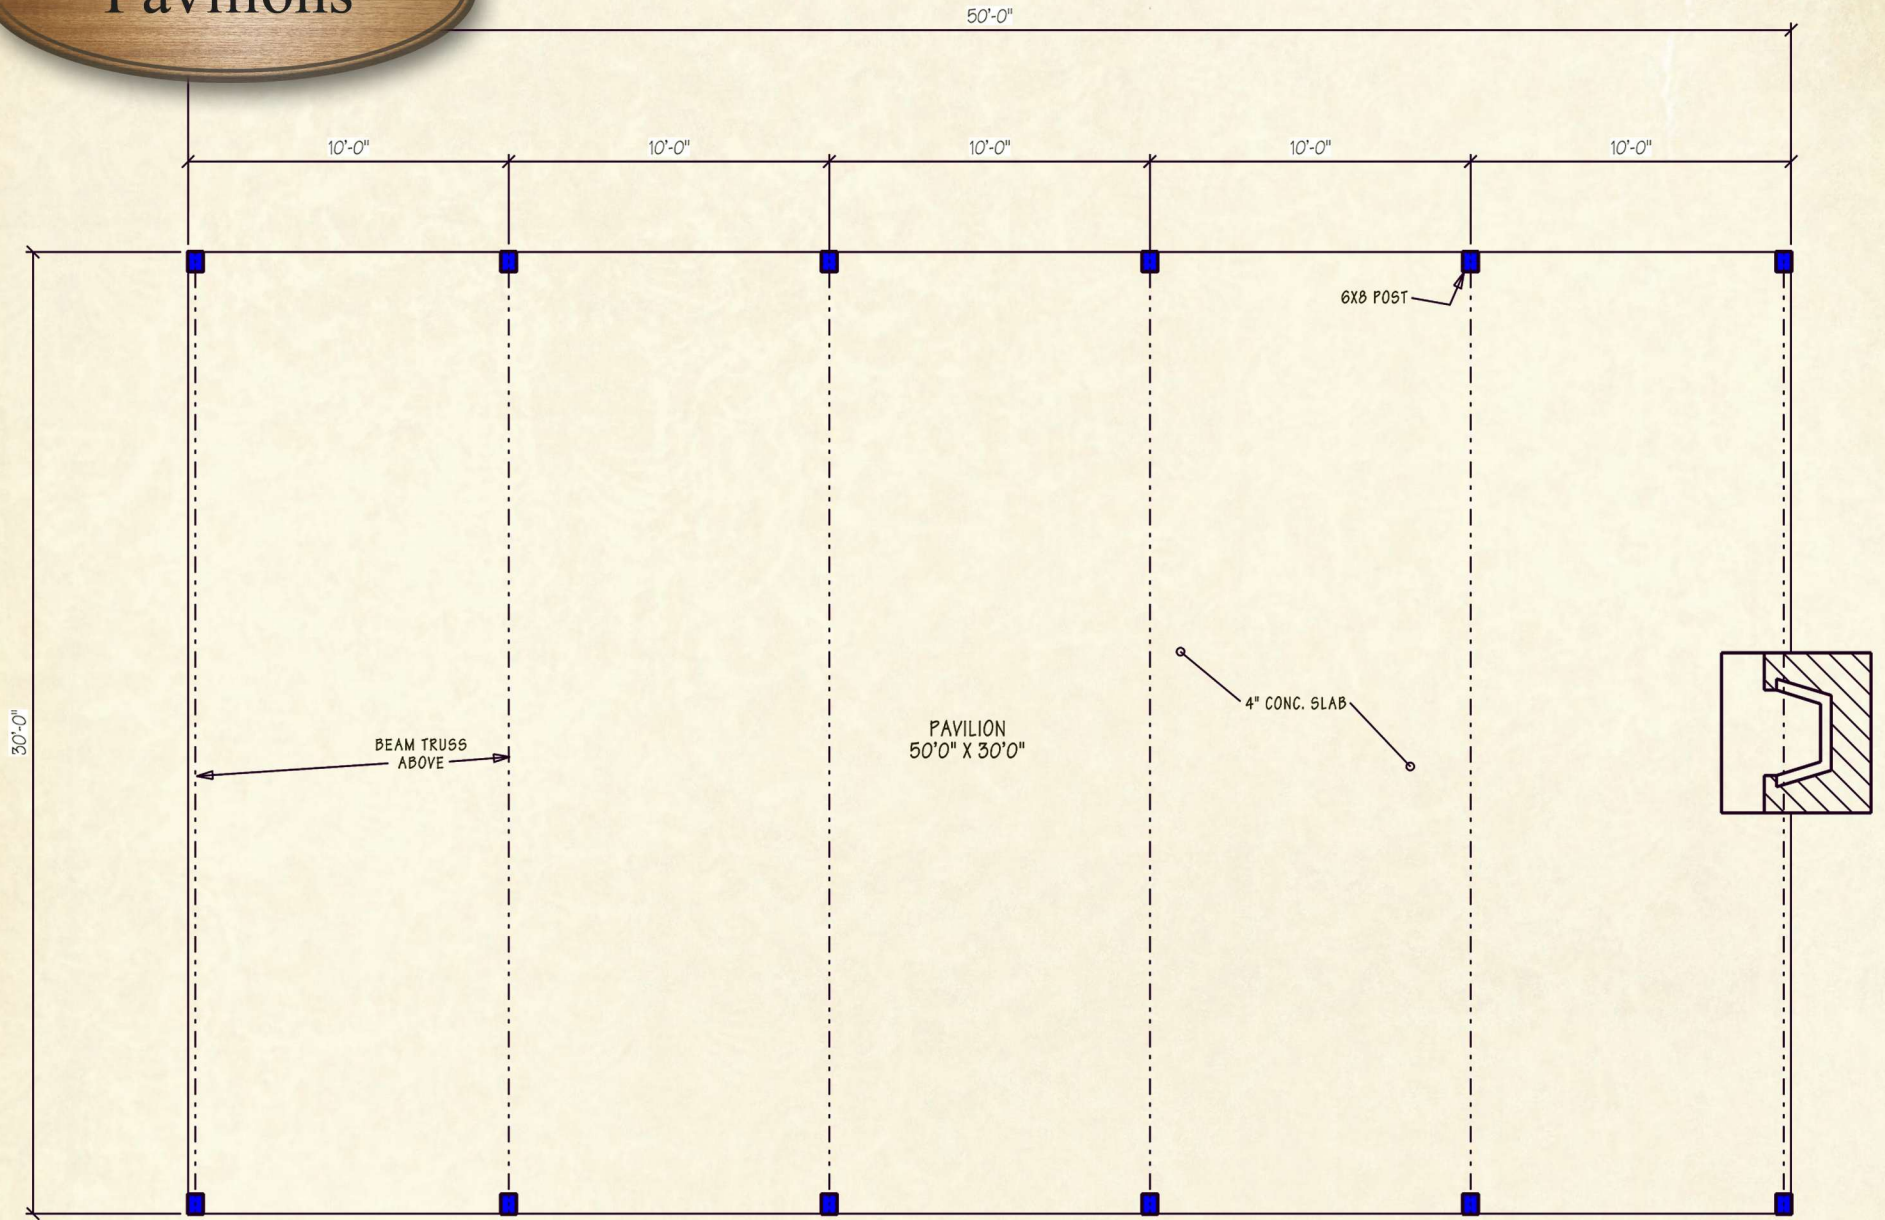 Pavilions
50'-0"
10'-0" 10'-0" 10'-0" 10'-0" 10'-0"
6X8 POST
30'-0"
BEAM TRUSS
ABOVE
PAVILION
50'0" X 30'0"
4" CONC. SLAB